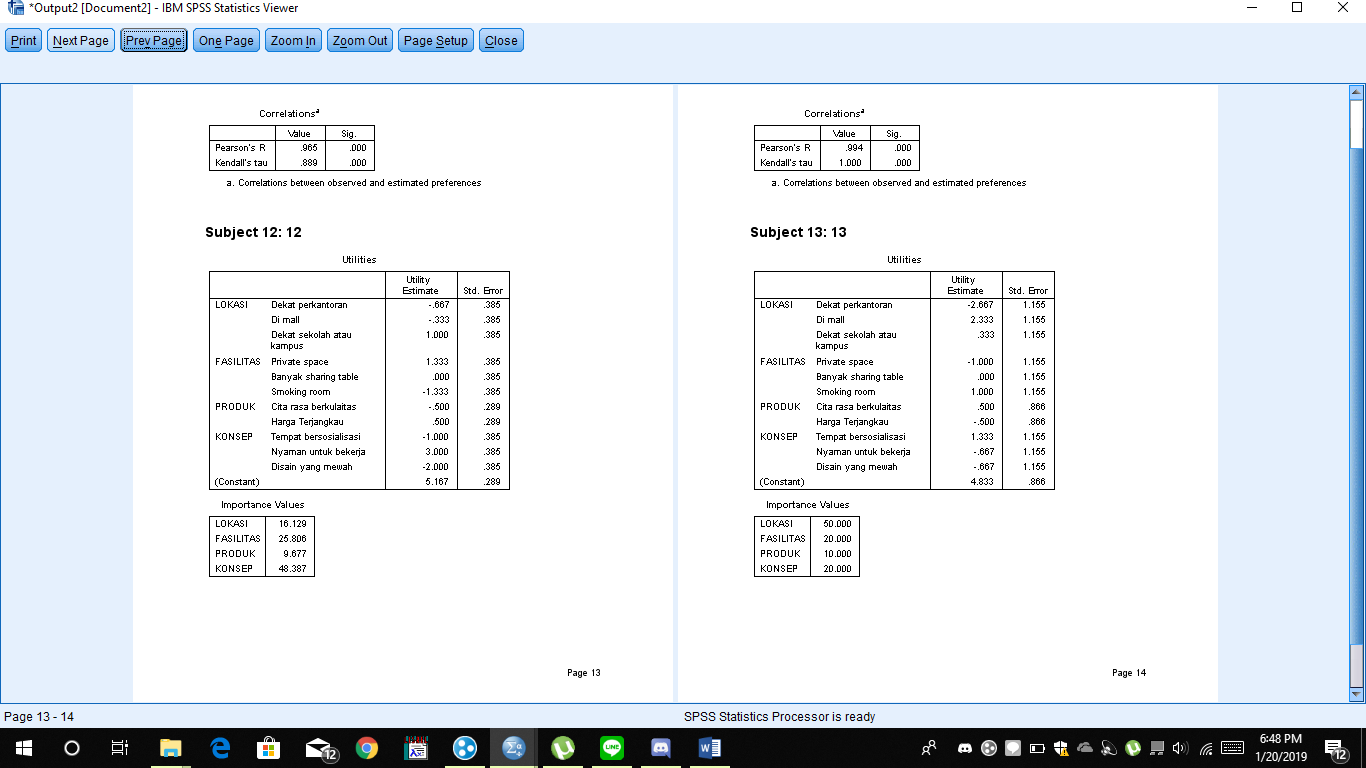 *Output2 [Document2] - IBM SPSS Statistics Viewer
Print Next Page Prev Page One Page Zoom In Zoom Out Page Setup Close
Correlationsa
Value Sig.
Pearson's R .965 .000
Kendall's tau .889 .000
a. Correlations between observed and estimated preferences
Subject 12: 12
Utilities
Utility
Estimate Std. Error
LOKASI Dekat perkantoran -.667 .385
Di mall -.333 .385
Dekat sekolah atau
kampus 1.000 .385
FASILITAS Private space 1.333 .385
Banyak sharing table .000 .385
Smoking room -1.333 .385
PRODUK Cita rasa berkulaitas -.500 .289
Harga Terjangkau .500 .289
KONSEP Tempat bersosialisasi -1.000 .385
Nyaman untuk bekerja 3.000 .385
Disain yang mewah -2.000 .385
(Constant) 5.167 .289
Importance Values
LOKASI 16.129
FASILITAS 25.806
PRODUK 9.677
KONSEP 48.387
Page 13
Correlationsa
Value Sig.
Pearson's R .994 .000
Kendall's tau 1.000 .000
a. Correlations between observed and estimated preferences
Subject 13: 13
Utilities
Utility
Estimate Std. Error
LOKASI Dekat perkantoran -2.667 1.155
Di mall 2.333 1.155
Dekat sekolah atau
kampus .333 1.155
FASILITAS Private space -1.000 1.155
Banyak sharing table .000 1.155
Smoking room 1.000 1.155
PRODUK Cita rasa berkulaitas .500 .866
Harga Terjangkau -.500 .866
KONSEP Tempat bersosialisasi 1.333 1.155
Nyaman untuk bekerja -.667 1.155
Disain yang mewah -.667 1.155
(Constant) 4.833 .866
Importance Values
LOKASI 50.000
FASILITAS 20.000
PRODUK 10.000
KONSEP 20.000
Page 14
Page 13 - 14
SPSS Statistics Processor is ready
12
LINE
6:48 PM
1/20/2019
12